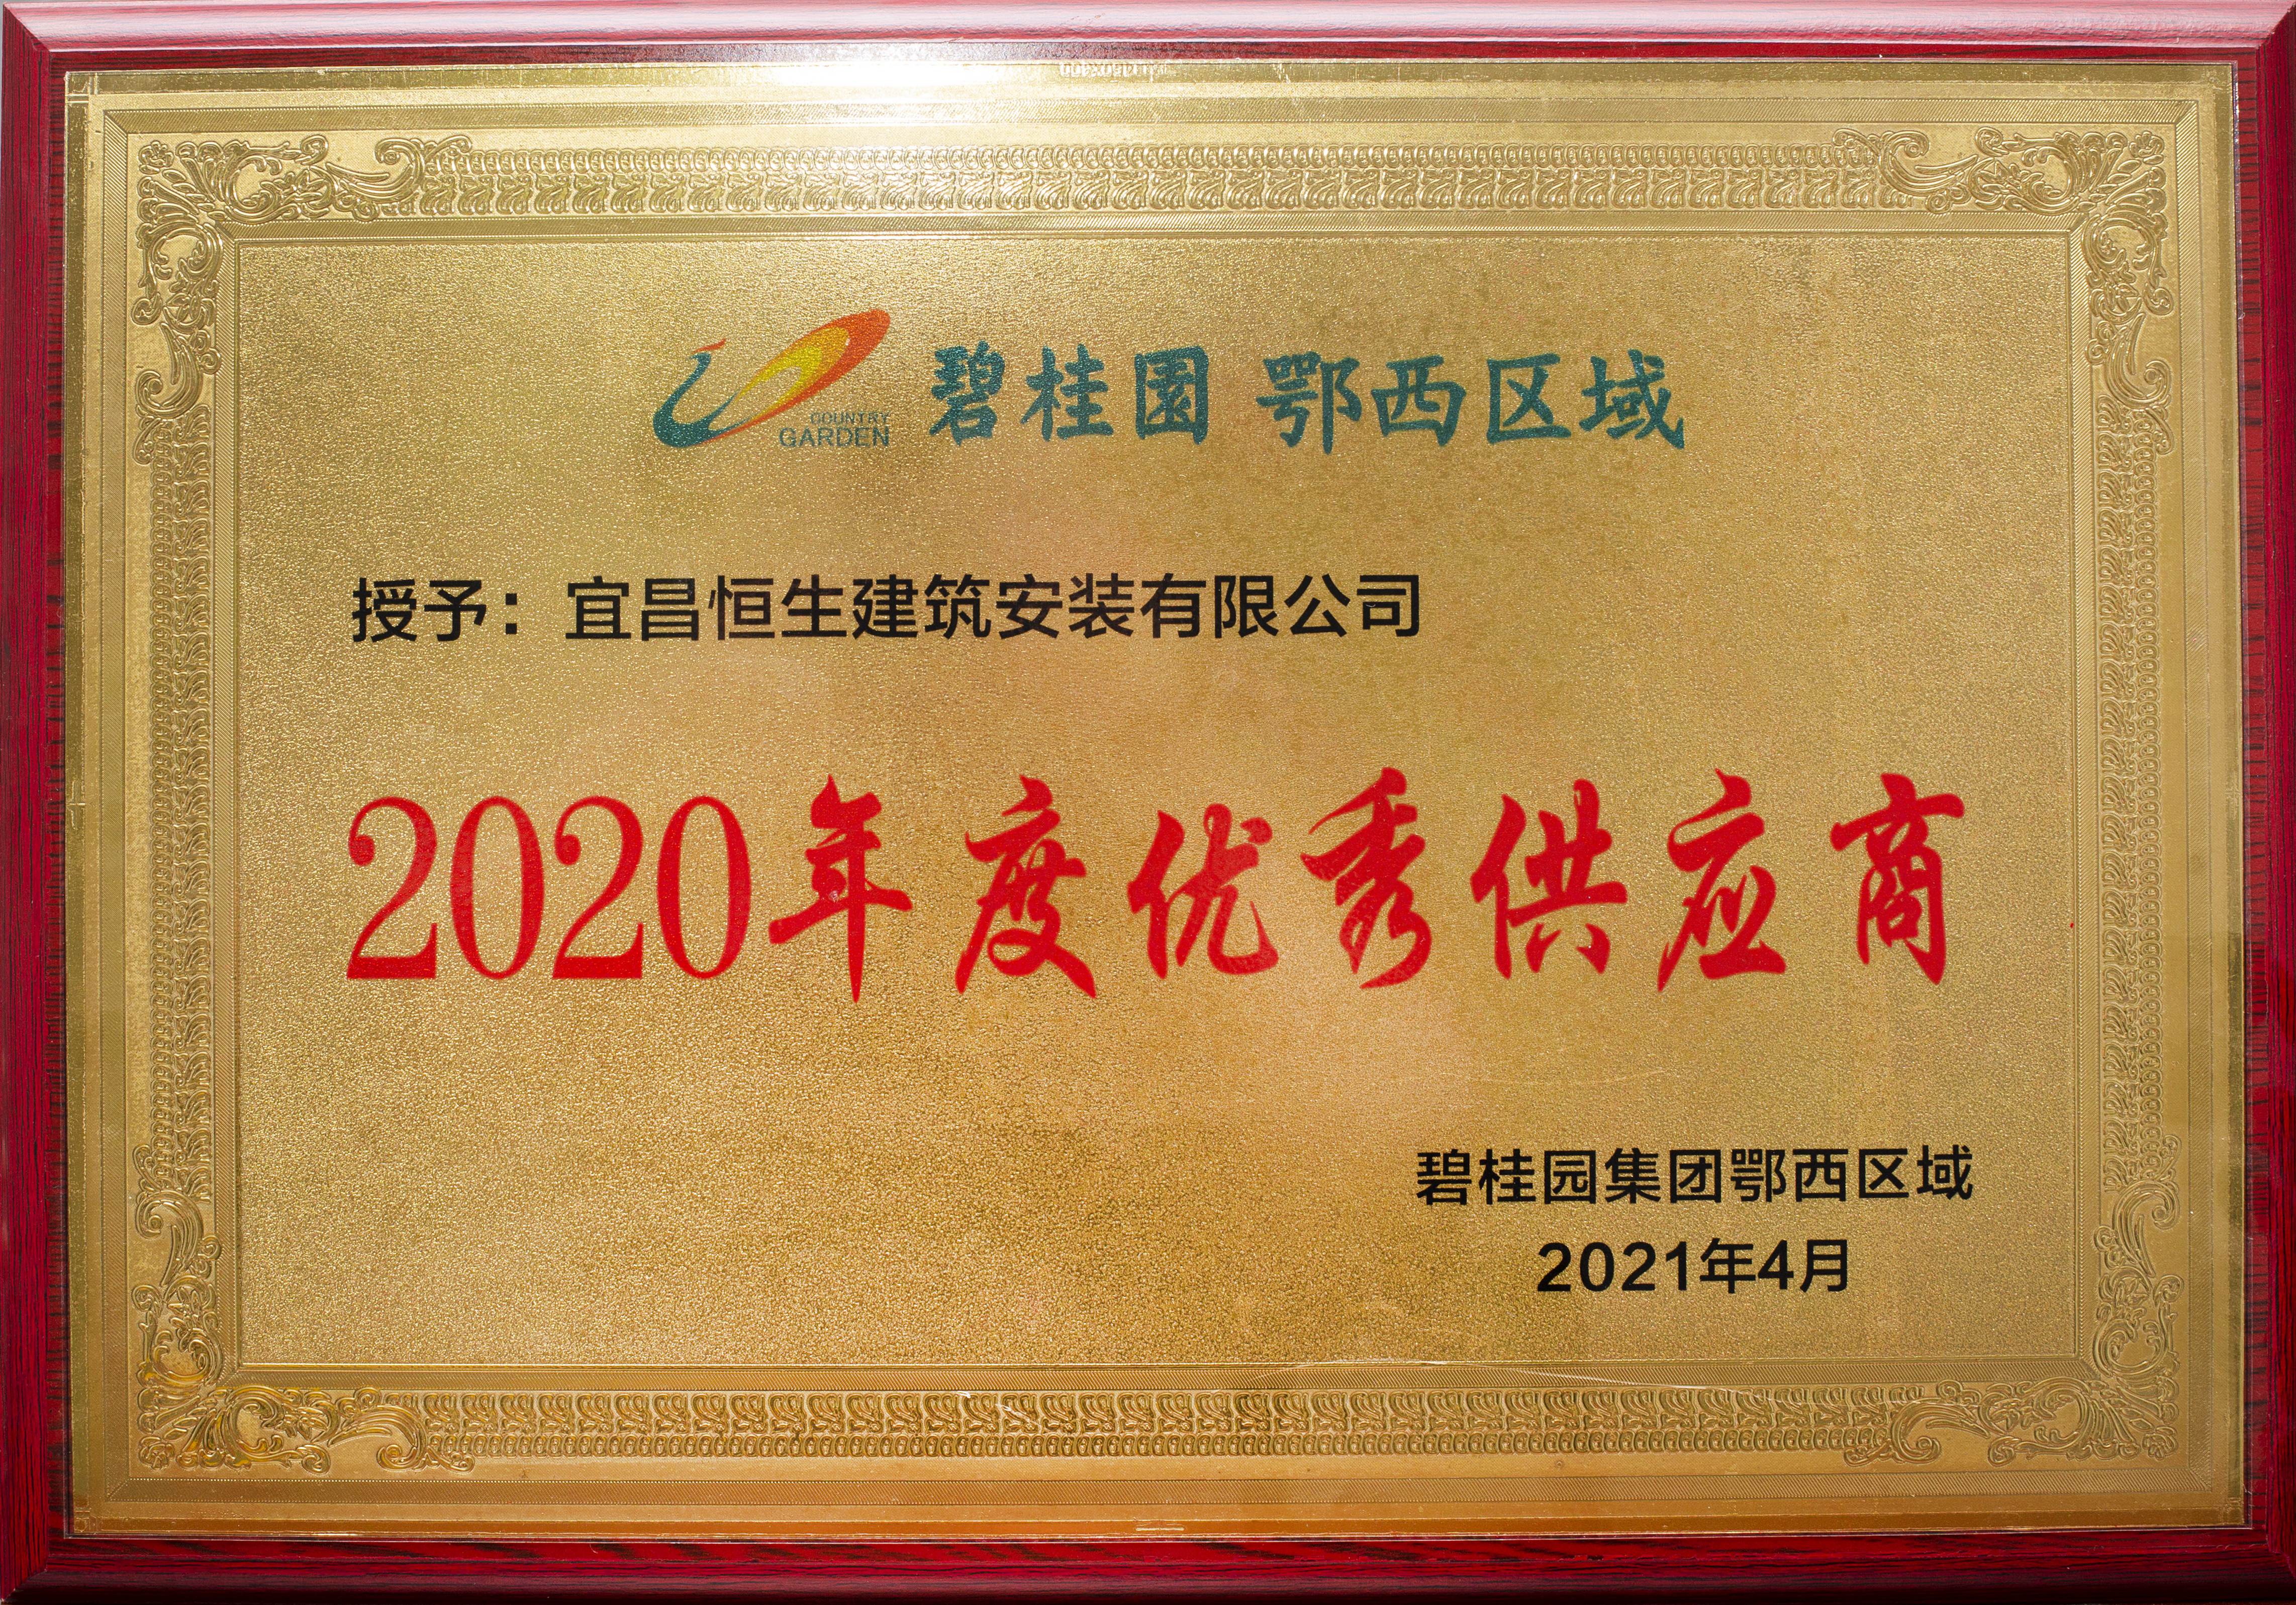 COUNTRY
GARDEN
碧桂園 鄂西区域
授予：宜昌恒生建筑安装有限公司
2020年度优秀供应商
碧桂园集团鄂西区域
2021年4月